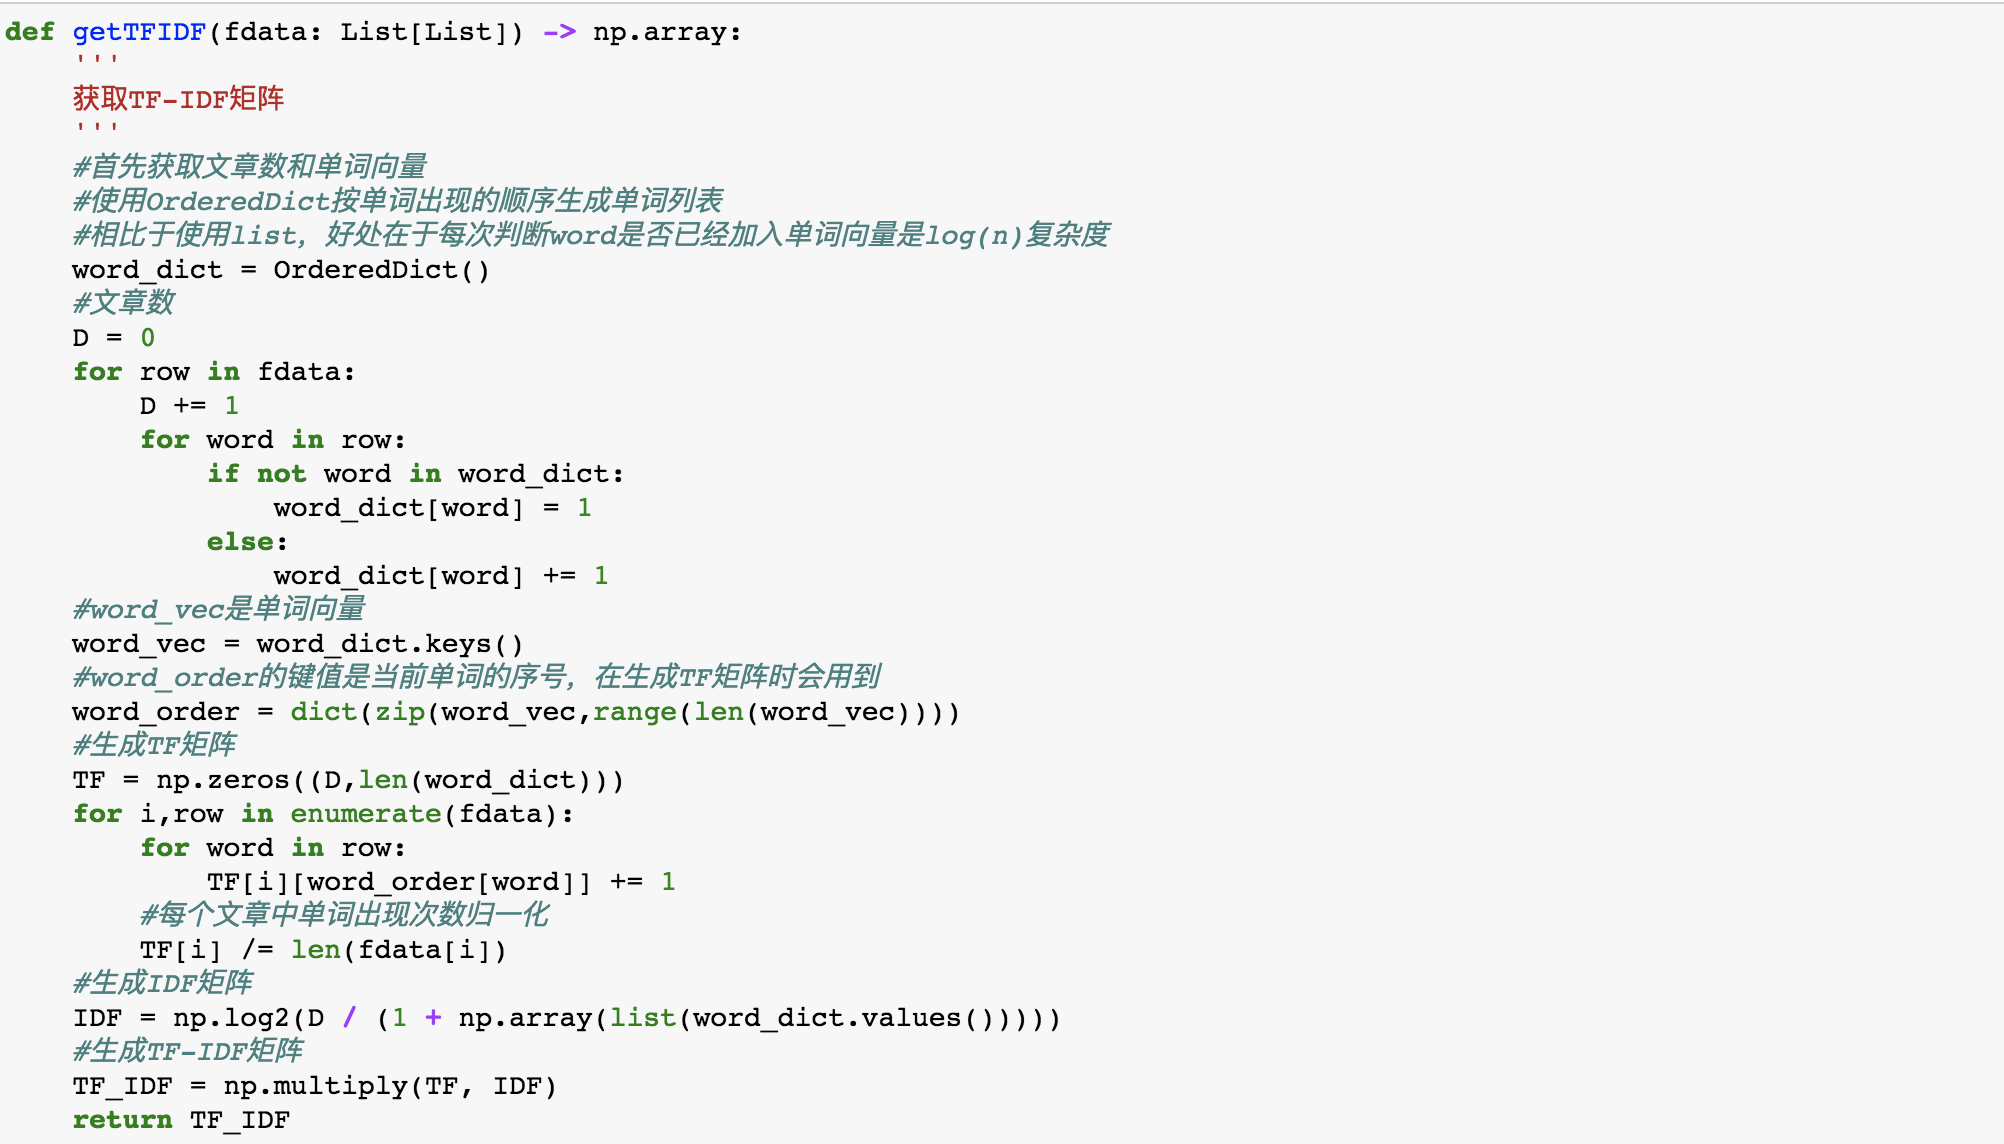 def getTFIDF(fdata: List[List]) -> np.array:
    '''
    获取TF-IDF矩阵
    '''
    #首先获取文章数和单词向量
    #使用OrderedDict按单词出现的顺序生成单词列表
    #相比于使用list，好处在于每次判断word是否已经加入单词向量是log(n)复杂度
    word_dict = OrderedDict()
    #文章数
    D = 0
    for row in fdata:
        D += 1
        for word in row:
            if not word in word_dict:
                word_dict[word] = 1
            else:
                word_dict[word] += 1
    #word_vec是单词向量
    word_vec = word_dict.keys()
    #word_order的键值是当前单词的序号，在生成TF矩阵时会用到
    word_order = dict(zip(word_vec,range(len(word_vec))))
    #生成TF矩阵
    TF = np.zeros((D,len(word_dict)))
    for i,row in enumerate(fdata):
        for word in row:
            TF[i][word_order[word]] += 1
        #每个文章中单词出现次数归一化
        TF[i] /= len(fdata[i])
    #生成IDF矩阵
    IDF = np.log2(D / (1 + np.array(list(word_dict.values()))))
    #生成TF-IDF矩阵
    TF_IDF = np.multiply(TF, IDF)
    return TF_IDF